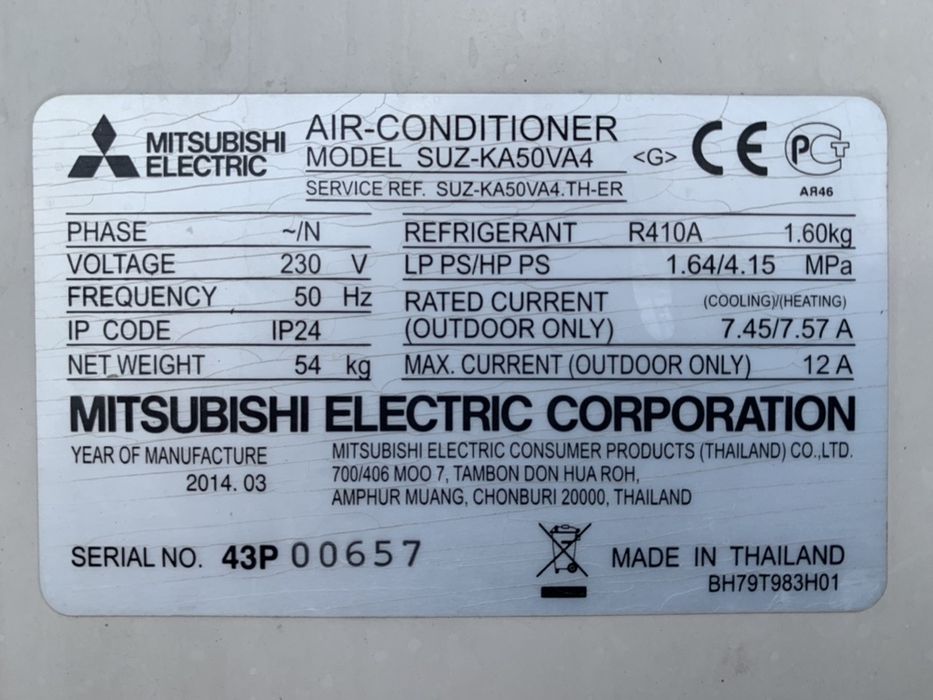 MITSUBISHI
ELECTRIC
AIR-CONDITIONER
MODEL SUZ-KA50VA4 <G>
SERVICE REF. SUZ-KA50VA4.TH-ER
CE
PCT
АЯ46
PHASE ~/N
VOLTAGE 230 V
FREQUENCY 50 Hz
IP CODE IP24
NET WEIGHT 54 kg
REFRIGERANT R410A 1.60kg
LP PS/HP PS 1.64/4.15 MPa
RATED CURRENT (COOLING)/(HEATING)
(OUTDOOR ONLY) 7.45/7.57 A
MAX. CURRENT (OUTDOOR ONLY) 12 A
MITSUBISHI ELECTRIC CORPORATION
YEAR OF MANUFACTURE
2014. 03
MITSUBISHI ELECTRIC CONSUMER PRODUCTS (THAILAND) CO.,LTD.
700/406 MOO 7, TAMBON DON HUA ROH,
AMPHUR MUANG, CHONBURI 20000, THAILAND
SERIAL NO. 43P 00657
MADE IN THAILAND
BH79T983H01